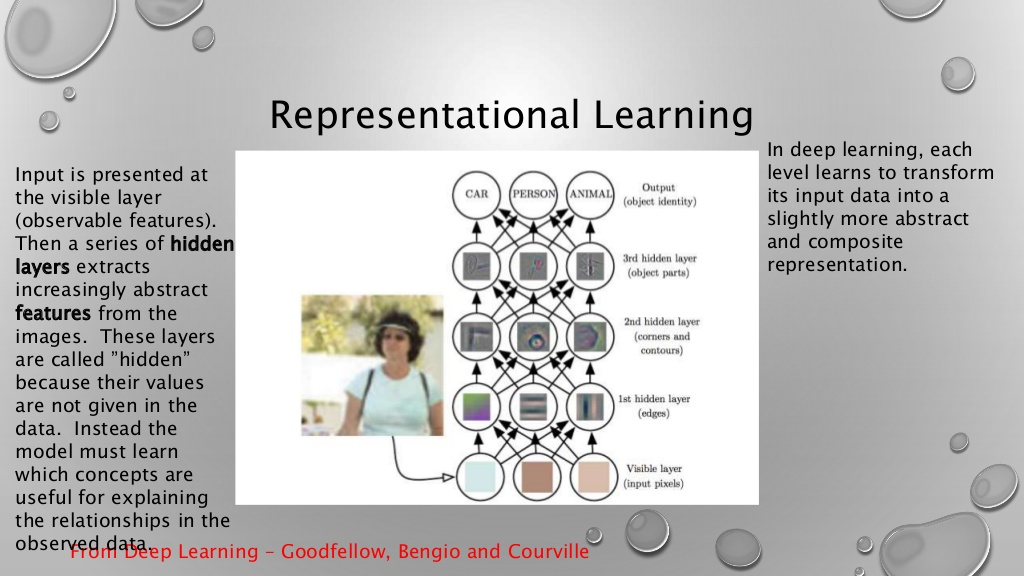 Representational Learning
Input is presented at
the visible layer
(observable features).
Then a series of hidden
layers extracts
increasingly abstract
features from the
images.  These layers
are called ”hidden”
because their values
are not given in the
data.  Instead the
model must learn
which concepts are
useful for explaining
the relationships in the
observed data.
CAR PERSON ANIMAL Output
(object identity)
3rd hidden layer
(object parts)
2nd hidden layer
(corners and
contours)
1st hidden layer
(edges)
Visible layer
(input pixels)
In deep learning, each
level learns to transform
its input data into a
slightly more abstract
and composite
representation.
From Deep Learning – Goodfellow, Bengio and Courville